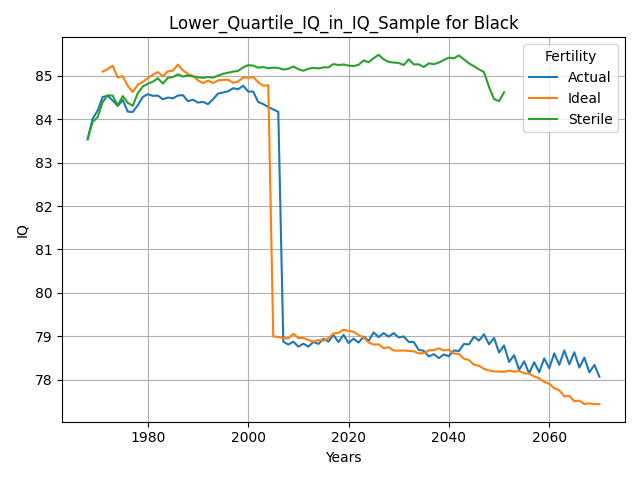 Lower_Quartile_IQ_in_IQ_Sample for Black
Fertility
Actual
Ideal
Sterile
85
84
83
82
81
80
79
78
IQ
1980
2000
2020
2040
2060
Years